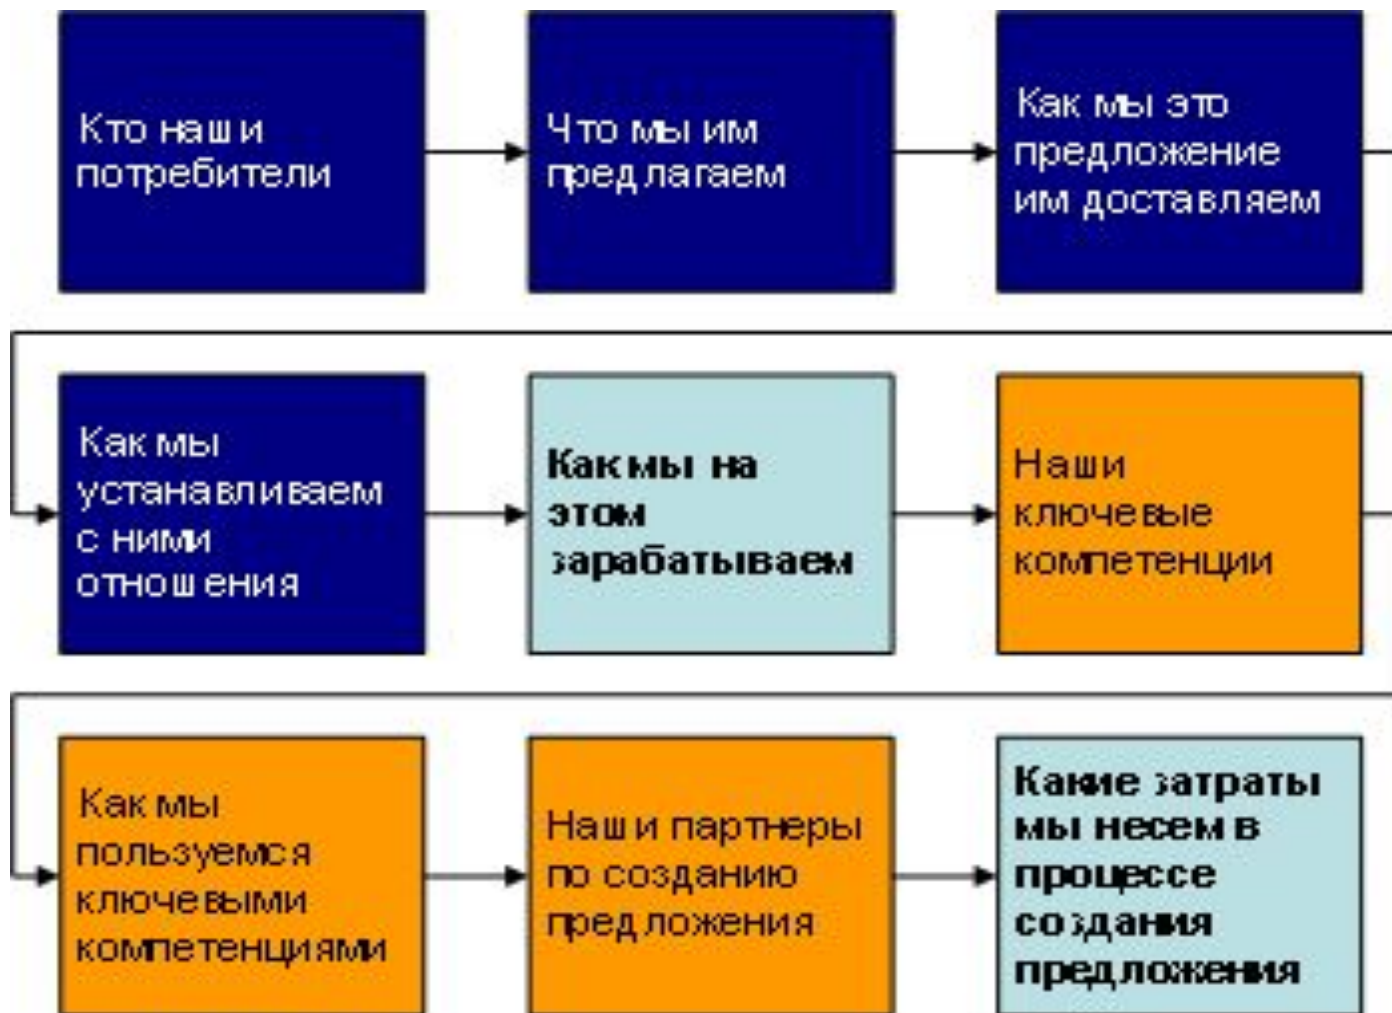 Кто наши
потребители
Что мы им
предлагаем
Как мы это
предложение
им доставляем
Как мы
устанавливаем
с ними
отношения
Как мы на
этом
зарабатываем
Наши
ключевые
компетенции
Как мы
пользуемся
ключевыми
компетенциями
Наши партнеры
по созданию
предложения
Какие затраты
мы несем в
процессе
создания
предложения